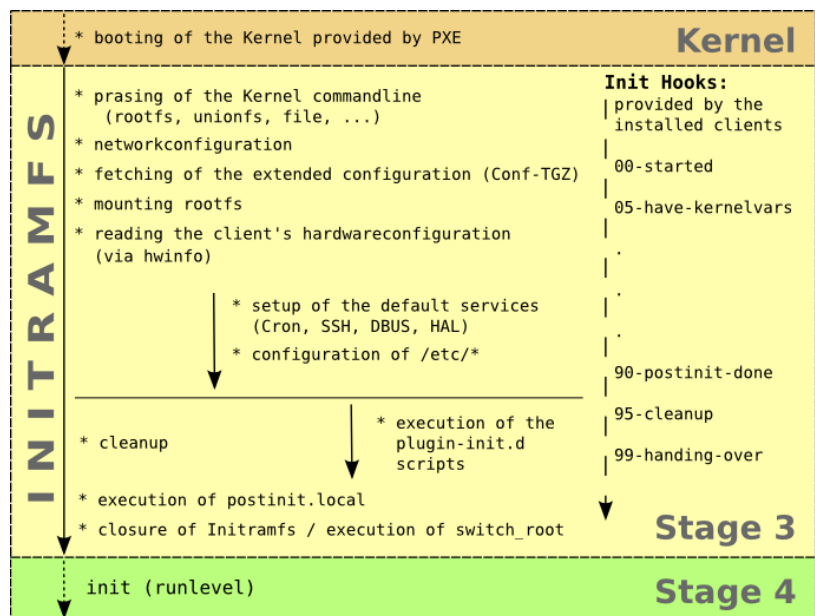 * booting of the Kernel provided by PXE
Kernel
INITRAMFS
* prasing of the Kernel commandline
(rootfs, unionfs, file, ...)
* networkconfiguration
* fetching of the extended configuration (Conf-TGZ)
* mounting rootfs
* reading the client's hardwareconfiguration
(via hwinfo)
* setup of the default services
(Cron, SSH, DBUS, HAL)
* configuration of /etc/*
* cleanup
* execution of the
plugin-init.d
scripts
* execution of postinit.local
* closure of Initramfs / execution of switch_root
Init Hooks:
provided by the
installed clients
00-started
05-have-kernelvars
.
.
.
90-postinit-done
95-cleanup
99-handing-over
Stage 3
init (runlevel)
Stage 4